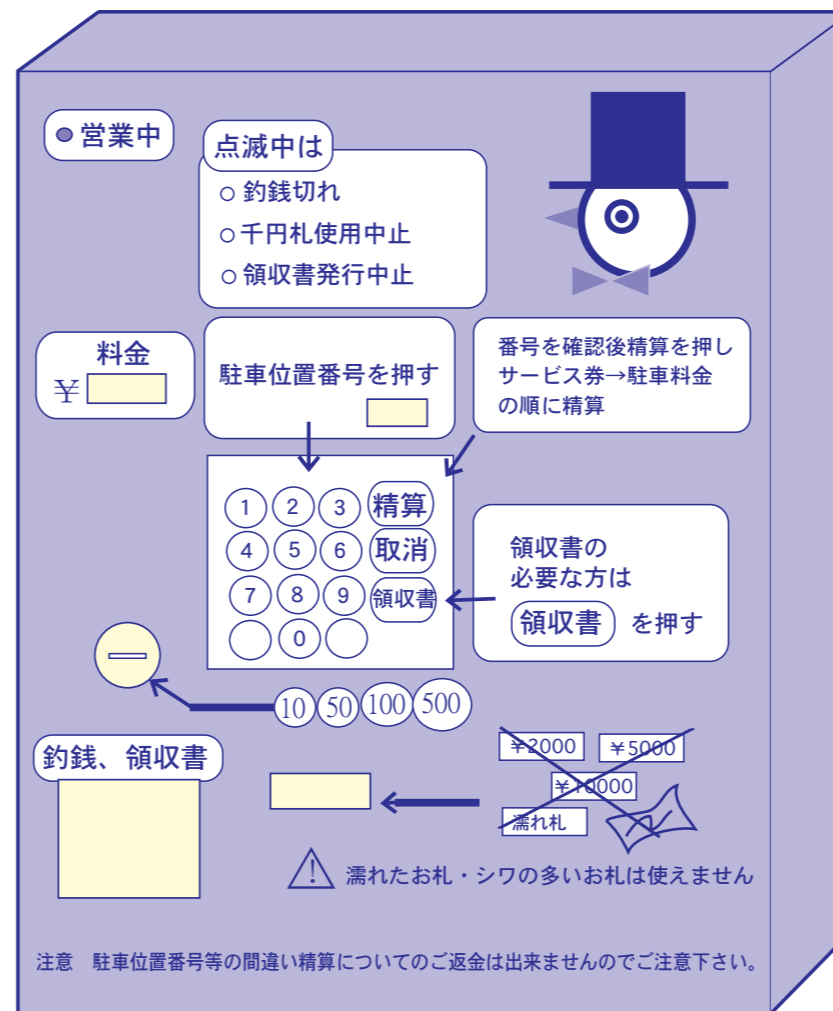 営業中
点滅中は
釣銭切れ
千円札使用中止
領収書発行中止
料金
¥
駐車位置番号を押す
番号を確認後精算を押し
サービス券→駐車料金
の順に精算
1 2 3 精算
4 5 6 取消
7 8 9 領収書
0
領収書の
必要な方は
領収書 を押す
10 50 100 500
釣銭、領収書
¥2000 ¥5000
¥10000
濡れ札
濡れたお札・シワの多いお札は使えません
注意 駐車位置番号等の間違い精算についてのご返金は出来ませんのでご注意下さい。